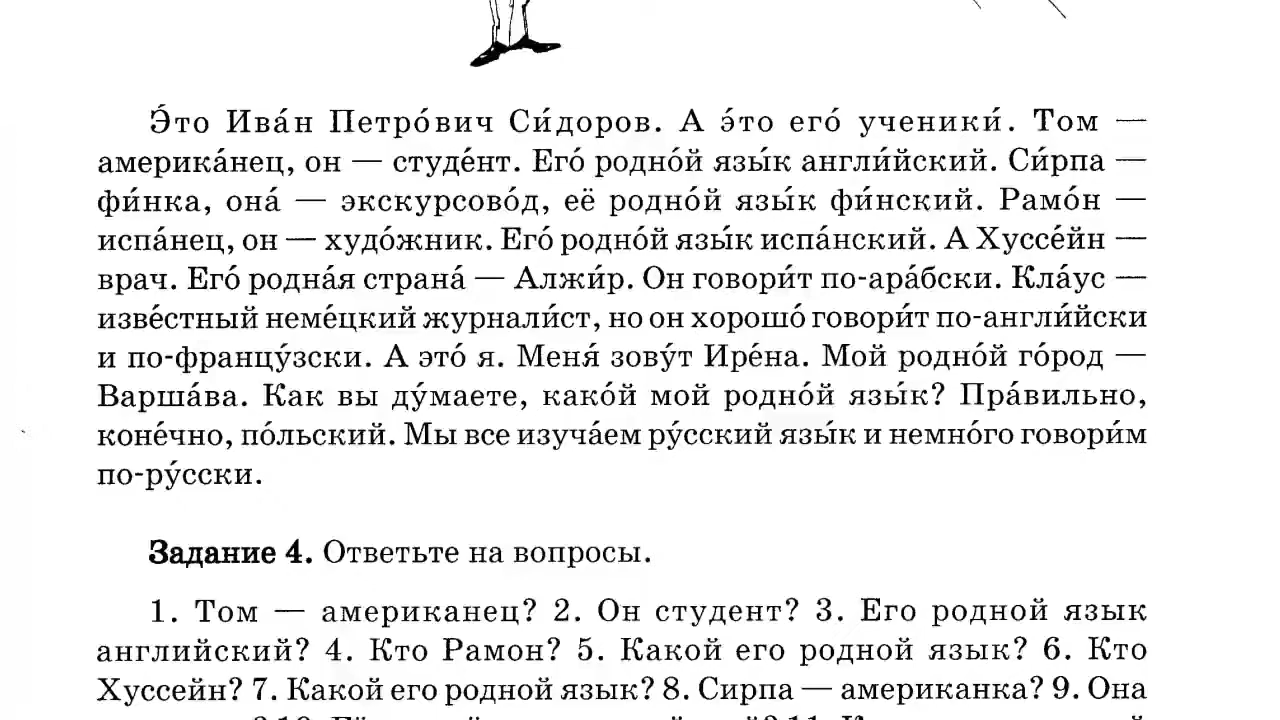 Э́то Ива́н Петро́вич Си́доров. А э́то его́ ученики́. Том —
америка́нец, он — студе́нт. Его́ родно́й язы́к англи́йский. Си́рпа —
фи́нка, она́ — экскурсово́д, её родно́й язы́к фи́нский. Рамо́н —
испа́нец, он — худо́жник. Его́ родно́й язы́к испа́нский. А Хуссе́йн —
врач. Его́ родна́я страна́ — Алжи́р. Он говори́т по-ара́бски. Кла́ус —
изве́стный неме́цкий журнали́ст, но он хорошо́ говори́т по-англи́йски
и по-францу́зски. А это́ я. Меня́ зову́т Ире́на. Мой родно́й го́род —
Варша́ва. Как вы ду́маете, како́й мой родно́й язы́к? Пра́вильно,
коне́чно, по́льский. Мы все изуча́ем ру́сский язы́к и немно́го говори́м
по-ру́сски.
Задание 4. Ответьте на вопросы.
1. Том — американец? 2. Он студент? 3. Его родной язык
английский? 4. Кто Рамон? 5. Какой его родной язык? 6. Кто
Хуссейн? 7. Какой его родной язык? 8. Сирпа — американка? 9. Она